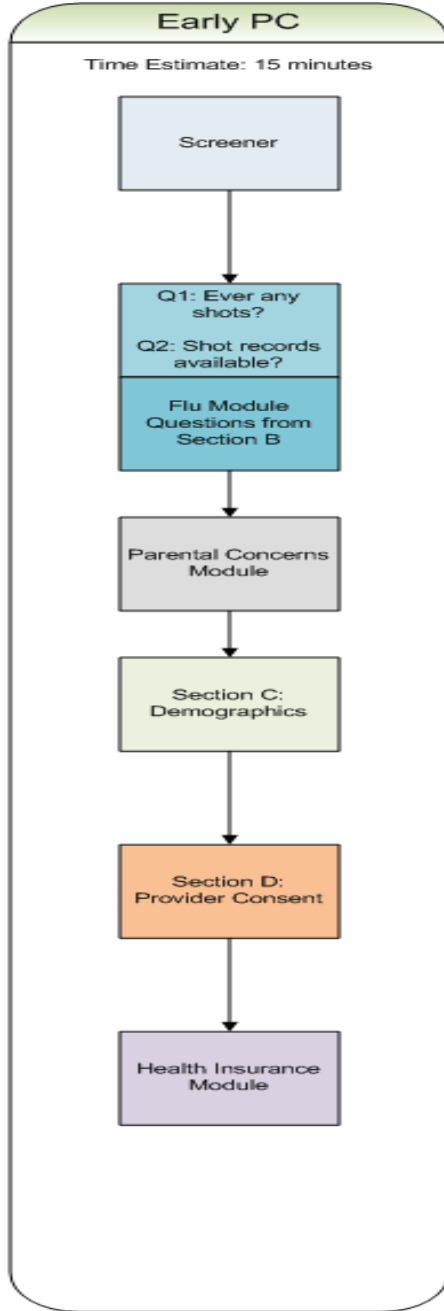 Early PC
Time Estimate: 15 minutes
Screener
Q1: Ever any
shots?
Q2: Shot records
available?
Flu Module
Questions from
Section B
Parental Concerns
Module
Section C:
Demographics
Section D:
Provider Consent
Health Insurance
Module